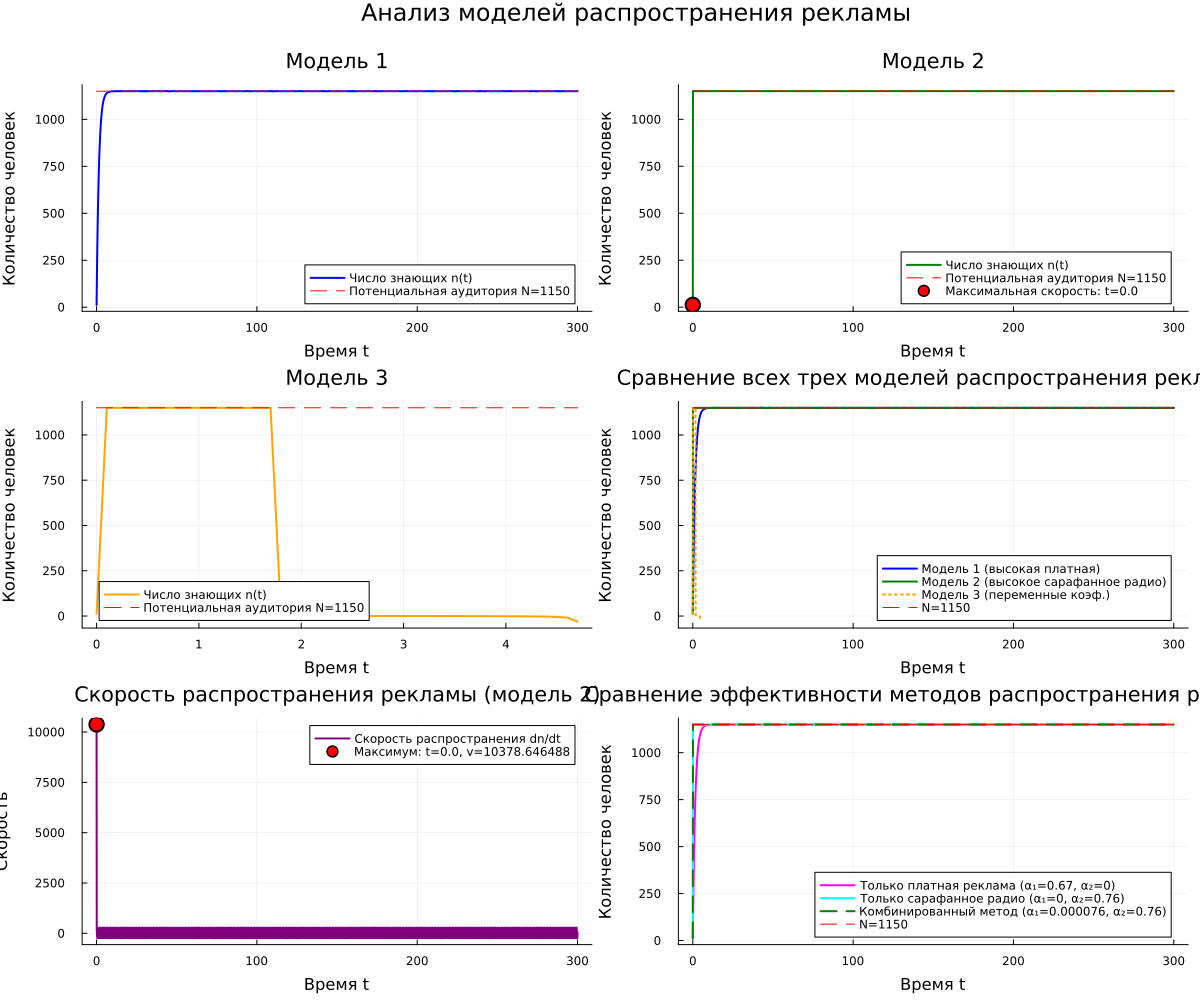 Анализ моделей распространения рекламы
Модель 1
Количество человек
1000
750
500
250
0
Число знающих n(t)
Потенциальная аудитория N=1150
0 100 200 300
Время t
Модель 2
Количество человек
1000
750
500
250
0
Число знающих n(t)
Потенциальная аудитория N=1150
Максимальная скорость: t=0.0
0 100 200 300
Время t
Модель 3
Количество человек
1000
750
500
250
0
Число знающих n(t)
Потенциальная аудитория N=1150
0 1 2 3 4
Время t
Сравнение всех трех моделей распространения рекл
Количество человек
1000
750
500
250
0
Модель 1 (высокая платная)
Модель 2 (высокое сарафанное радио)
Модель 3 (переменные коэф.)
N=1150
0 100 200 300
Время t
Скорость распространения рекламы (модель 2)
Скорость
10000
7500
5000
2500
0
Скорость распространения dn/dt
Максимум: t=0.0, v=10378.646488
0 100 200 300
Время t
Сравнение эффективности методов распространения р
Количество человек
1000
750
500
250
0
Только платная реклама (α₁=0.67, α₂=0)
Только сарафанное радио (α₁=0, α₂=0.76)
Комбинированный метод (α₁=0.000076, α₂=0.76)
N=1150
0 100 200 300
Время t